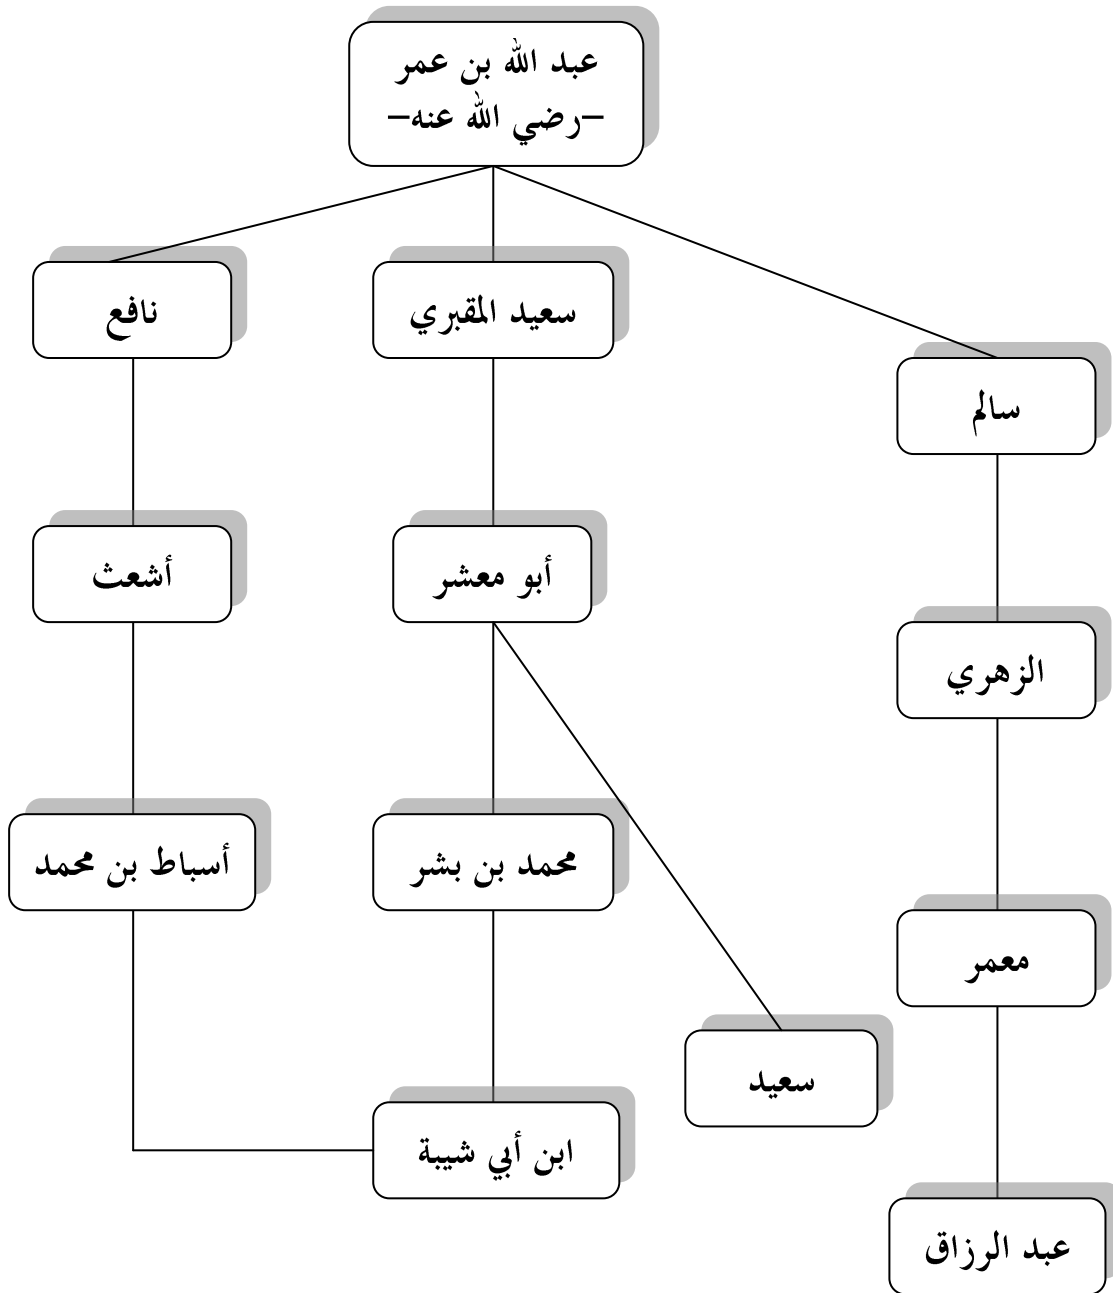 عبد الله بن عمر
–رضي الله عنه–
سعيد المقبري
نافع
سالم
أبو معشر
أشعث
الزهري
محمد بن بشر
أسباط بن محمد
معمر
سعيد
ابن أبي شيبة
عبد الرزاق